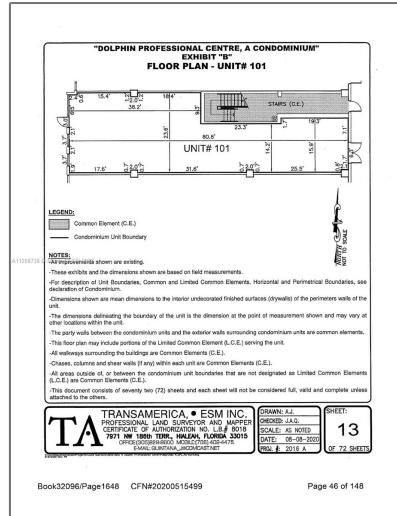 "DOLPHIN PROFESSIONAL CENTRE, A CONDOMINIUM"
EXHIBIT "B"
FLOOR PLAN - UNIT# 101
15.4'
18.4'
38.2'
STAIRS (C.E.)
23.3'
19.3'
23.6'
80.8'
UNIT# 101
14.2'
15.9'
17.6'
31.6'
25.5'
LEGEND:
Common Element (C.E.)
Condominium Unit Boundary
NOT TO SCALE
NOTES:
-All improvements shown are existing.
-These exhibits and the dimensions shown are based on field measurements.
-For description of Unit Boundaries, Common and Limited Common Elements, Horizontal and Perimetrical Boundaries, see
declaration of Condominium.
-Dimensions shown are mean dimensions to the interior undecorated finished surfaces (drywalls) of the perimeters walls of the
unit.
-The dimensions delineating the boundary of the unit is the dimension at the point of measurement shown and may vary at
other locations within the unit.
-The party walls between the condominium units and the exterior walls surrounding condominium units are common elements.
-This floor plan may include portions of the Limited Common Element (L.C.E.) serving the unit.
-All walkways surrounding the buildings are Common Elements (C.E.).
-Chases, columns and shear walls (if any) within each unit are Common Elements (C.E.).
-All areas outside of, or between the condominium unit boundaries that are not designated as Limited Common Elements
(L.C.E.) are Common Elements (C.E.).
-This document consists of seventy two (72) sheets and each sheet will not be considered full, valid and complete unless
attached to the others.
TA
TRANSAMERICA, • ESM INC.
PROFESSIONAL LAND SURVEYOR AND MAPPER
CERTIFICATE OF AUTHORIZATION NO. L.B.# 8018
7971 NW 186th TERR., HIALEAH, FLORIDA 33015
DRAWN: A.J.
CHECKED: J.A.Q.
SCALE: AS NOTED
DATE: 08-08-2020
PROJ. #: 2016 A
SHEET:
13
OF 72 SHEETS
Book32096/Page1648 CFN#20200515499 Page 46 of 148